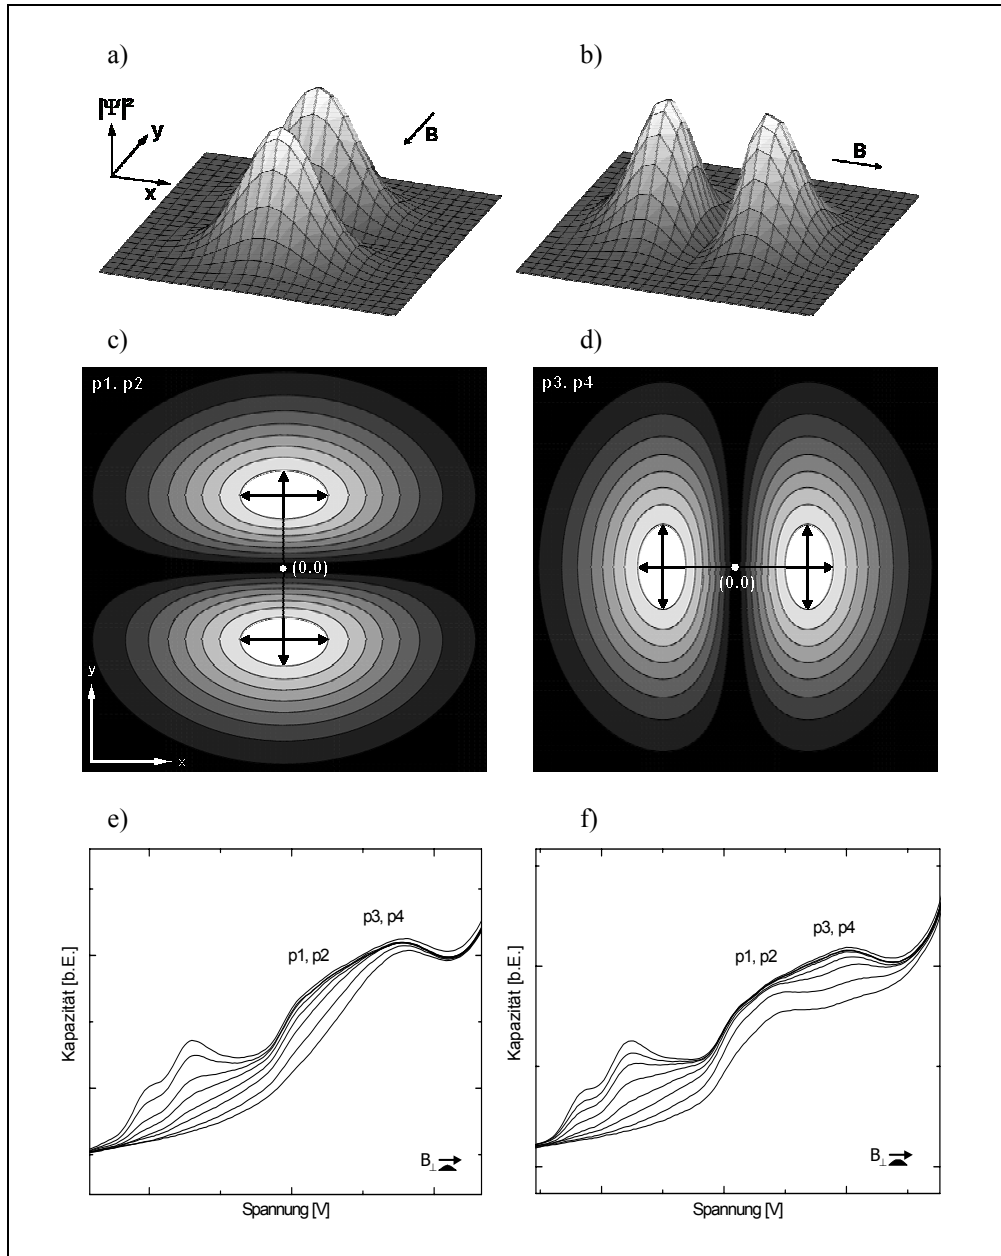 a)
b)
|Ψ|²
y
x
B
B
c)
d)
p1. p2
(0.0)
y
x
p3. p4
(0.0)
e)
f)
Kapazität [b.E.]
p1, p2
p3, p4
B⊥
Spannung [V]
Kapazität [b.E.]
p1, p2
p3, p4
B⊥
Spannung [V]